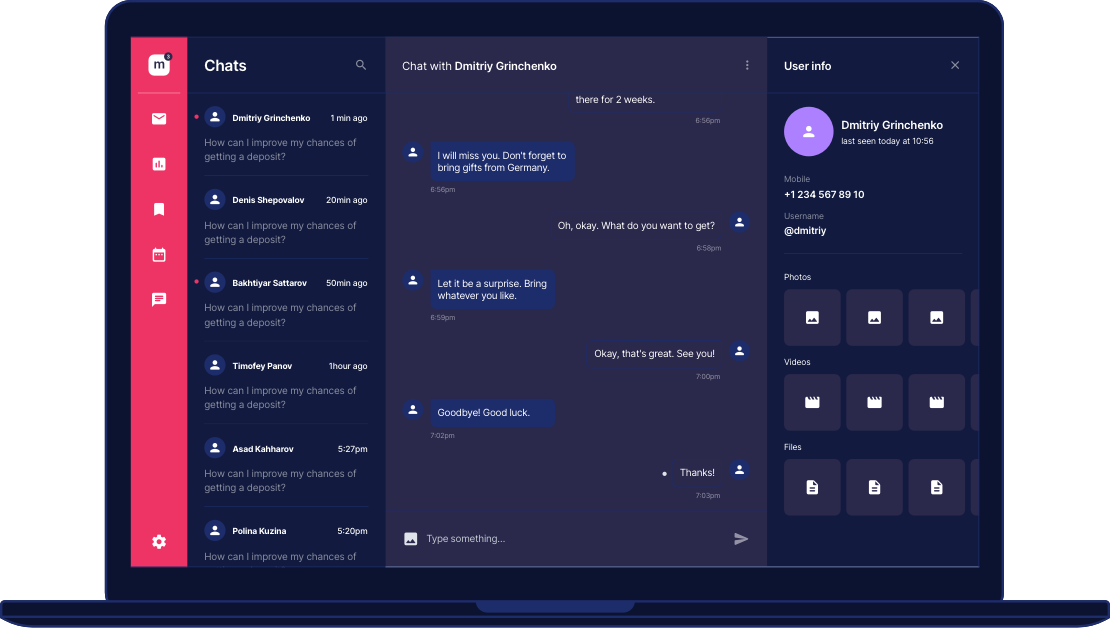 m
Chats
Dmitriy Grinchenko 1 min ago
How can I improve my chances of
getting a deposit?
Denis Shepovalov 20min ago
How can I improve my chances of
getting a deposit?
Bakhtiyar Sattarov 50min ago
How can I improve my chances of
getting a deposit?
Timofey Panov 1hour ago
How can I improve my chances of
getting a deposit?
Asad Kahharov 5:27pm
How can I improve my chances of
getting a deposit?
Polina Kuzina 5:20pm
How can I improve my chances of
Chat with Dmitriy Grinchenko
there for 2 weeks.
6:56pm
I will miss you. Don't forget to
bring gifts from Germany.
6:56pm
Oh, okay. What do you want to get?
6:58pm
Let it be a surprise. Bring
whatever you like.
6:59pm
Okay, that's great. See you!
7:00pm
Goodbye! Good luck.
7:02pm
Thanks!
7:03pm
Type something...
User info
Dmitriy Grinchenko
last seen today at 10:56
Mobile
+1 234 567 89 10
Username
@dmitriy
Photos
Videos
Files